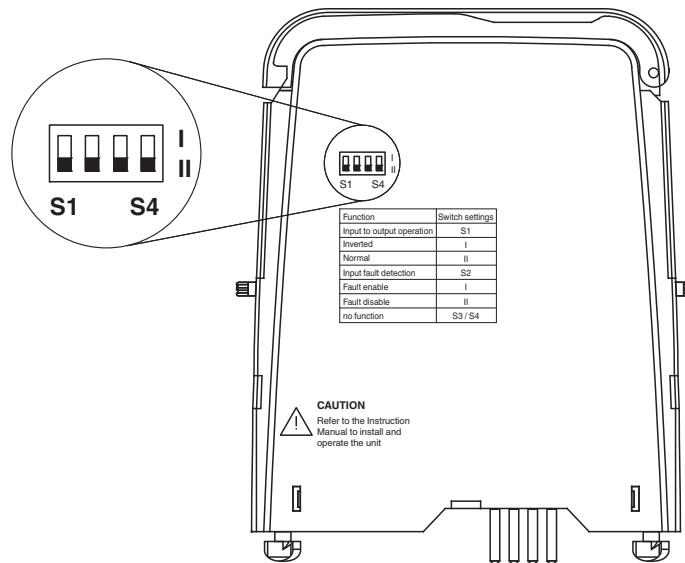 I
II
S1 S4
I
II
S1 S4
Function Switch settings
Input to output operation S1
Inverted I
Normal II
Input fault detection S2
Fault enable I
Fault disable II
no function S3 / S4
CAUTION
Refer to the Instruction
Manual to install and
operate the unit